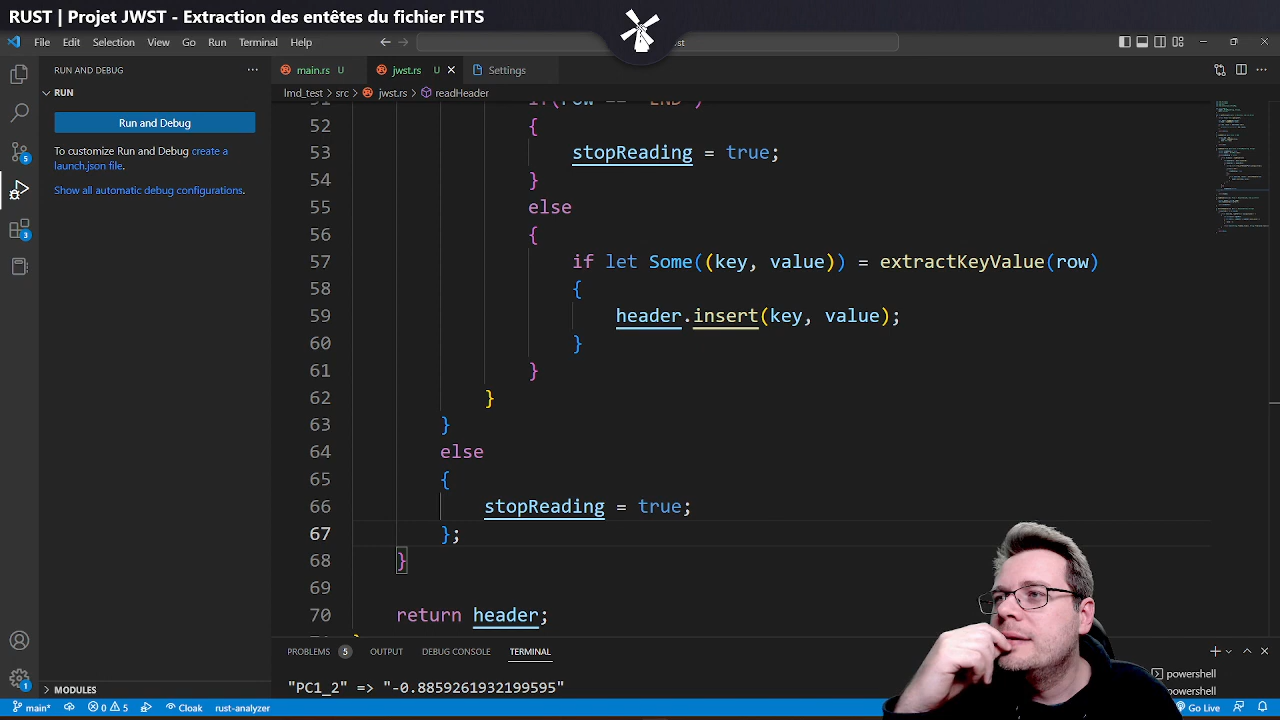 RUST | Projet JWST - Extraction des entêtes du fichier FITS
File Edit Selection View Go Run Terminal Help
RUN AND DEBUG
main.rs U jwst.rs U Settings
RUN
lmd_test > src > jwst.rs > readHeader
Run and Debug
To customize Run and Debug create a
launch.json file.
Show all automatic debug configurations.
52 {
53 stopReading = true;
54 }
55 else
56 {
57 if let Some((key, value)) = extractKeyValue(row)
58 {
59 header.insert(key, value);
60 }
61 }
62 }
63 }
64 else
65 {
66 stopReading = true;
67 };
68 }
69
70 return header;
PROBLEMS 5 OUTPUT DEBUG CONSOLE TERMINAL
powershell
"PC1_2" => "-0.8859261932199595"
powershell
MODULES
main* 0 5 Cloak rust-analyzer Go Live
5
3
1